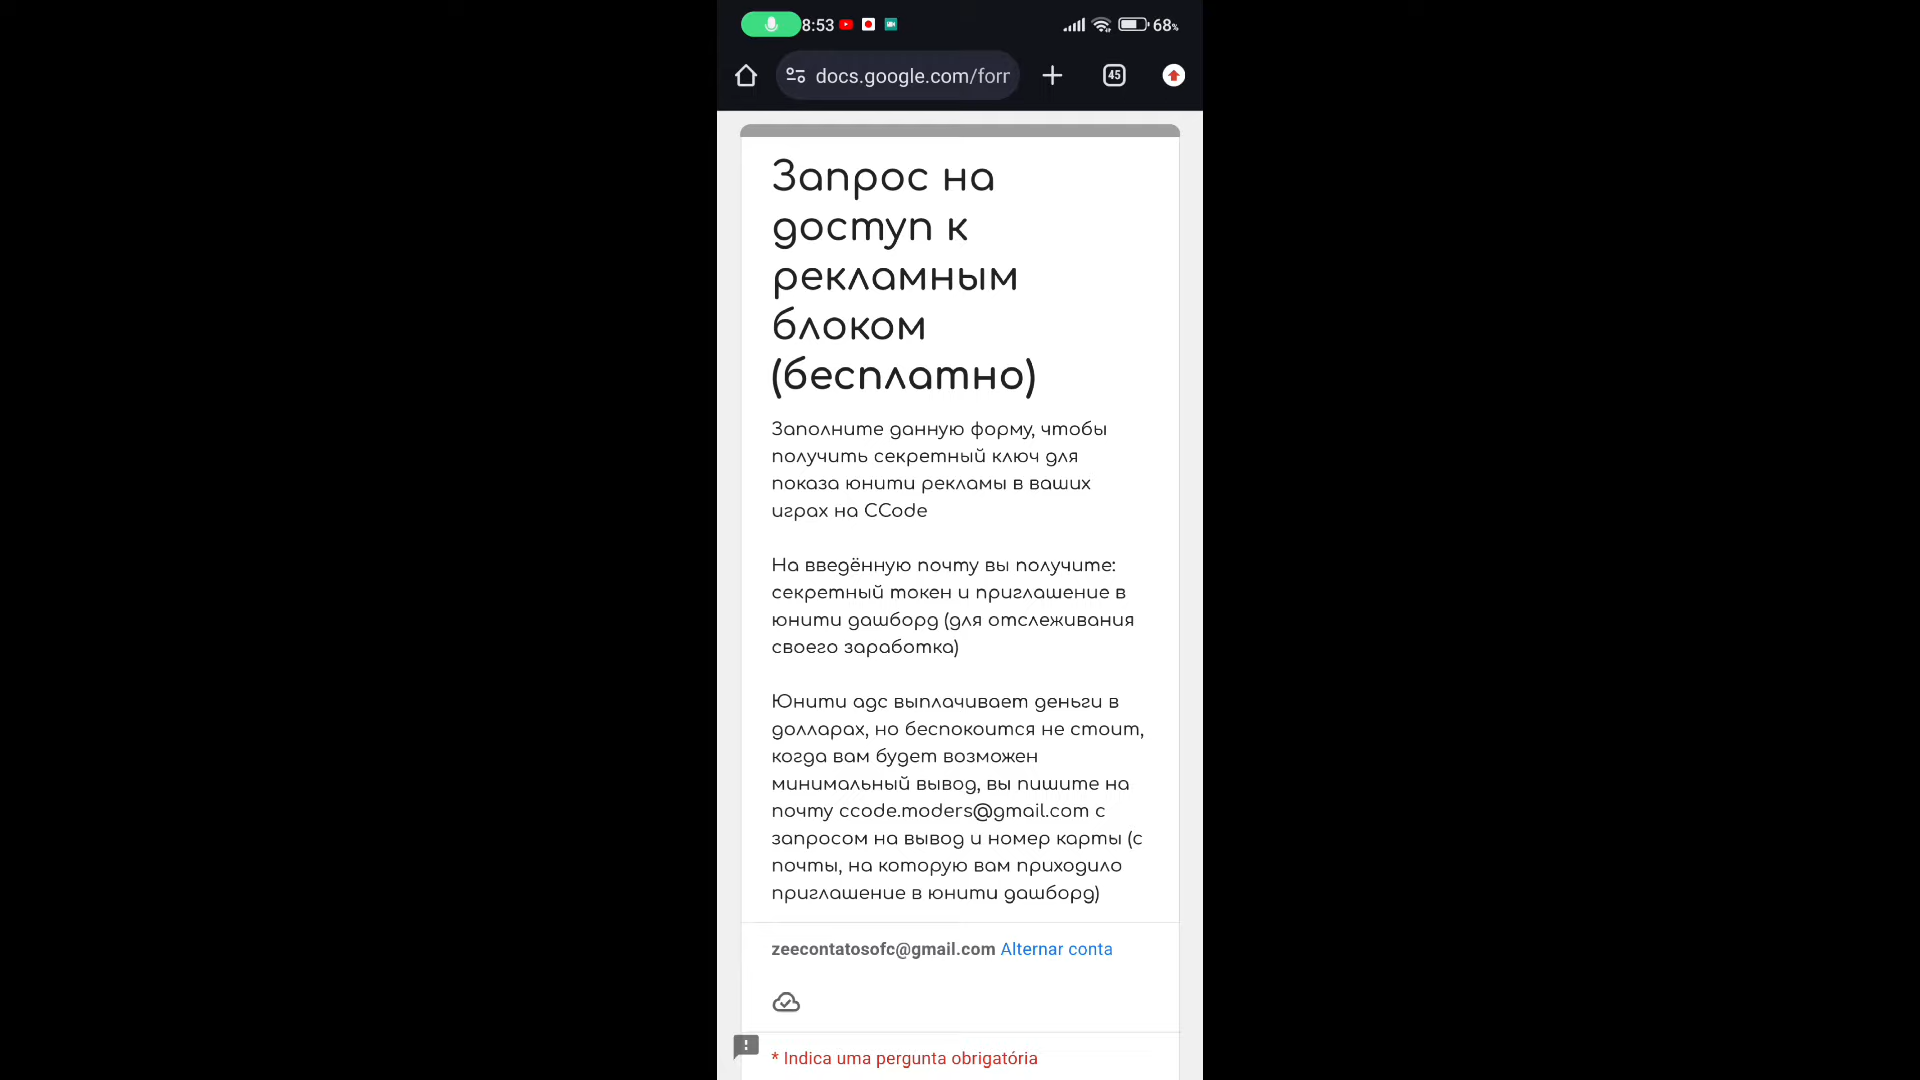 8:53
68%
docs.google.com/forr
45
Запрос на
доступ к
рекламным
блоком
(бесплатно)
Заполните данную форму, чтобы
получить секретный ключ для
показа юнити рекламы в ваших
играх на CCode
На введённую почту вы получите:
секретный токен и приглашение в
юнити дашборд (для отслеживания
своего заработка)
Юнити адс выплачивает деньги в
долларах, но беспокоится не стоит,
когда вам будет возможен
минимальный вывод, вы пишите на
почту ccode.moders@gmail.com с
запросом на вывод и номер карты (с
почты, на которую вам приходило
приглашение в юнити дашборд)
zeecontatosofc@gmail.com Alternar conta
* Indica uma pergunta obrigatória